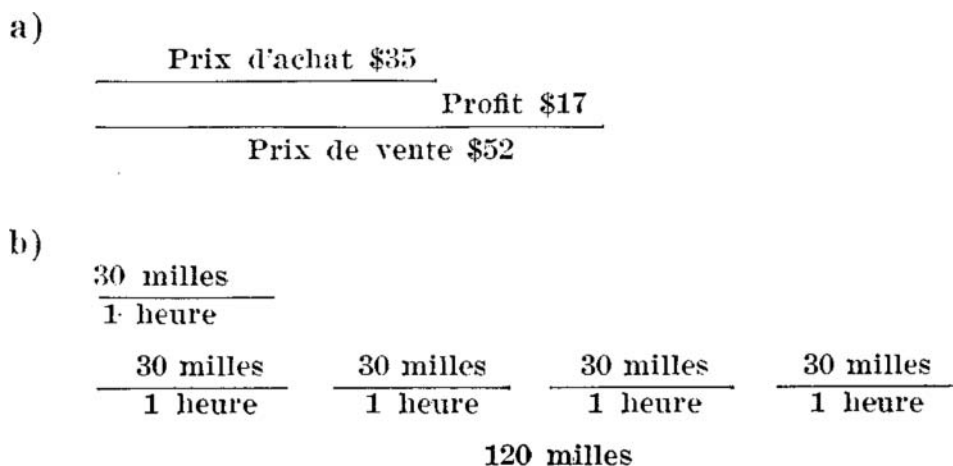 a)
Prix d'achat $35
Profit $17
Prix de vente $52
b)
30 milles
1 heure
30 milles 30 milles 30 milles 30 milles
1 heure 1 heure 1 heure 1 heure
120 milles